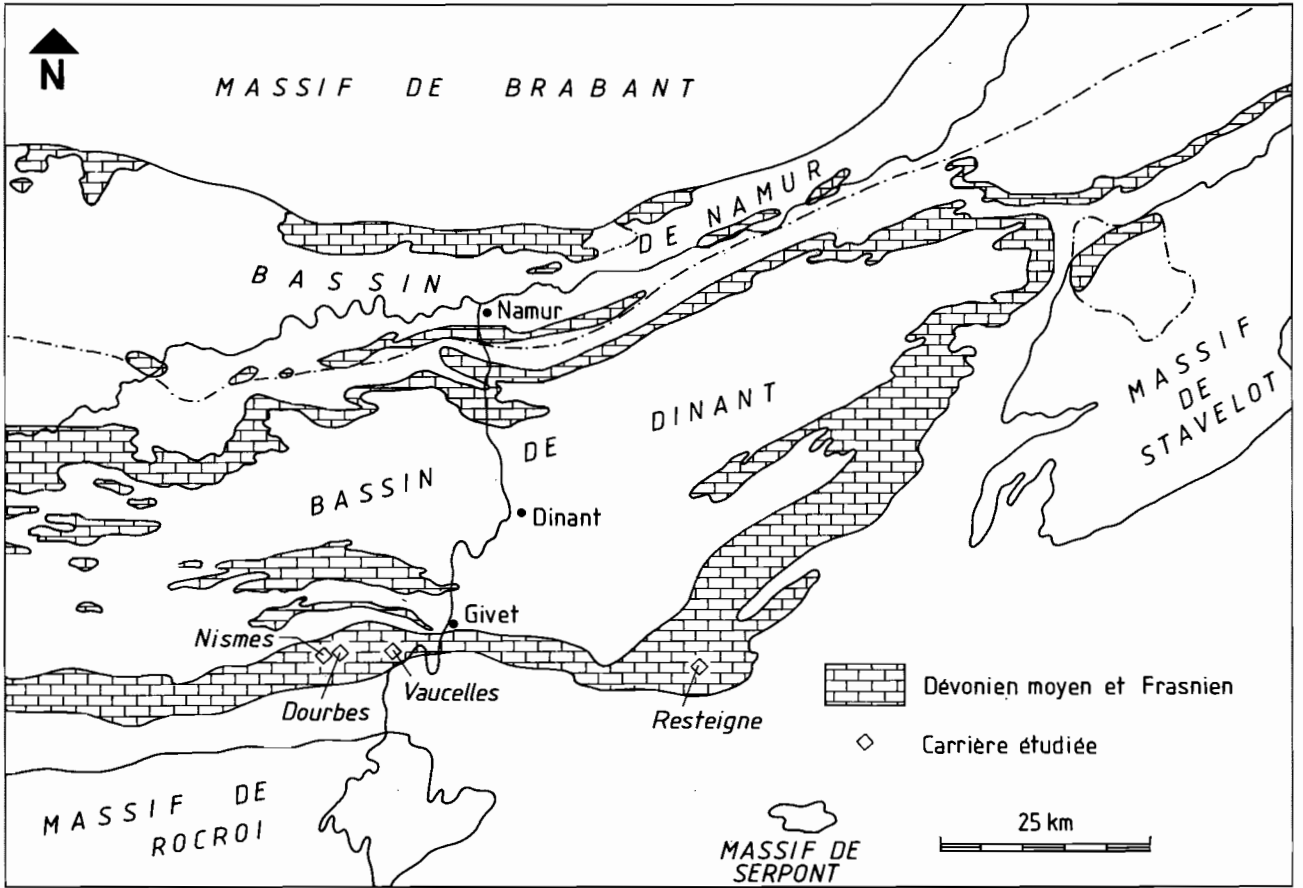 N
MASSIF DE BRABANT
BASSIN DE NAMUR
Namur
BASSIN DE DINANT
Dinant
MASSIF
DE
STAVELOT
Givet
Nismes
Dourbes
Vaucelles
Resteigne
Dévonien moyen et Frasnien
Carrière étudiée
MASSIF DE
ROCROI
MASSIF DE
SERPONT
25 km